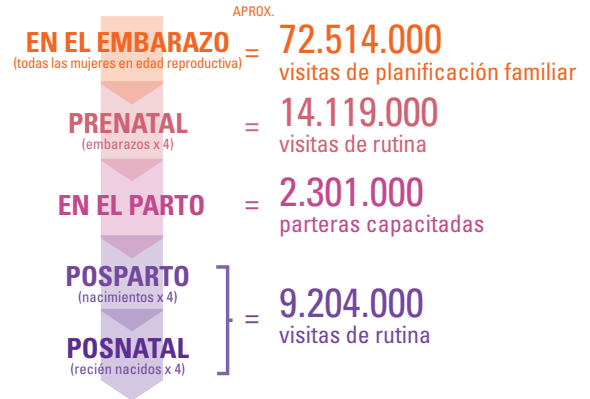 APROX.
EN EL EMBARAZO = 72.514.000
(todas las mujeres en edad reproductiva) visitas de planificación familiar
PRENATAL = 14.119.000
(embarazos x 4) visitas de rutina
EN EL PARTO = 2.301.000
parteras capacitadas
POSPARTO
(nacimientos x 4)
= 9.204.000
visitas de rutina
POSNATAL
(recién nacidos x 4)